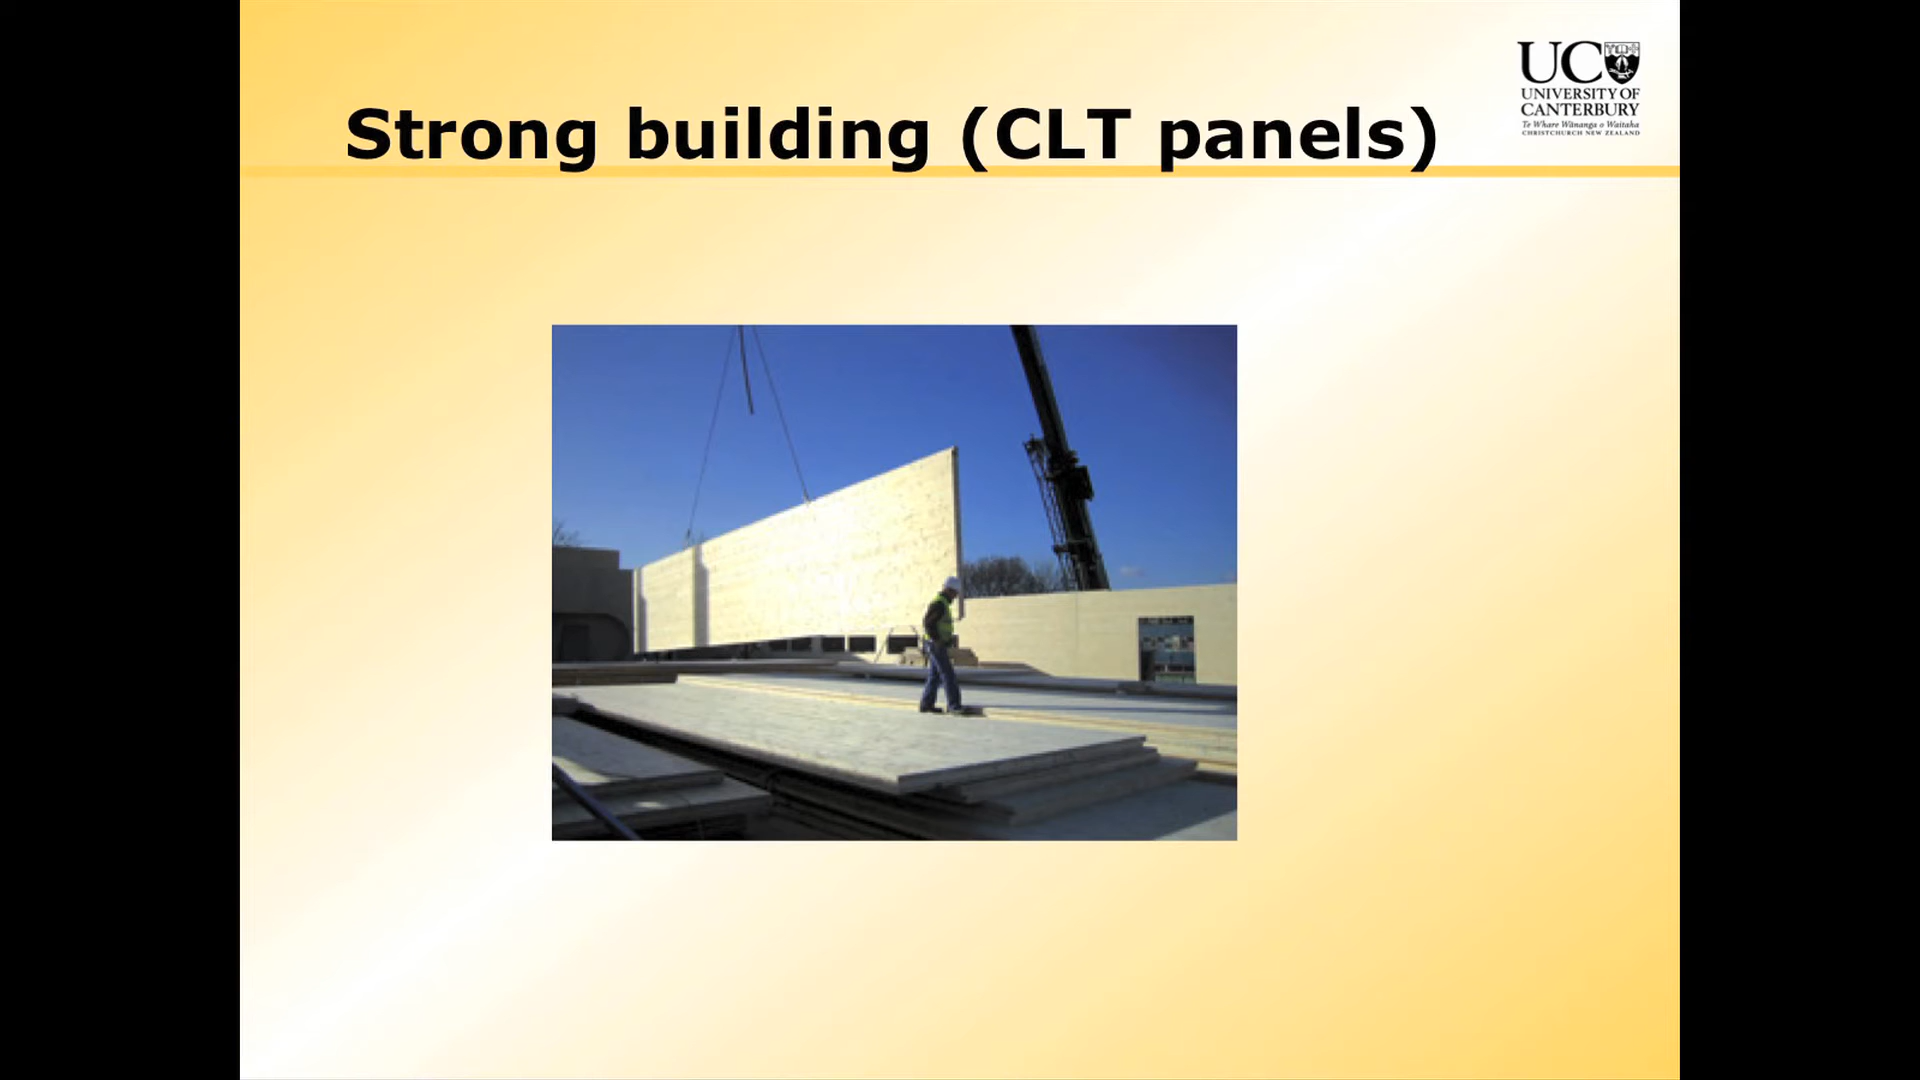 Strong building (CLT panels)
UC
UNIVERSITY OF
CANTERBURY
Te Whare Wānanga o Waitaha
CHRISTCHURCH NEW ZEALAND